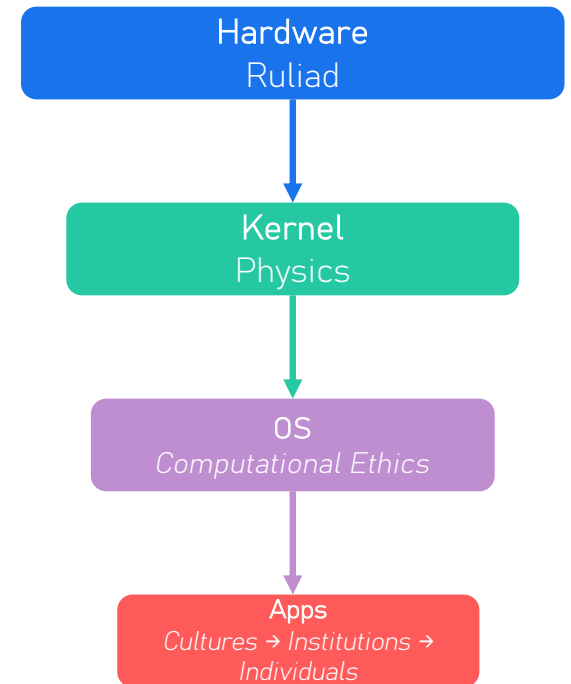 Hardware
Ruliad
Kernel
Physics
OS
Computational Ethics
Apps
Cultures → Institutions →
Individuals